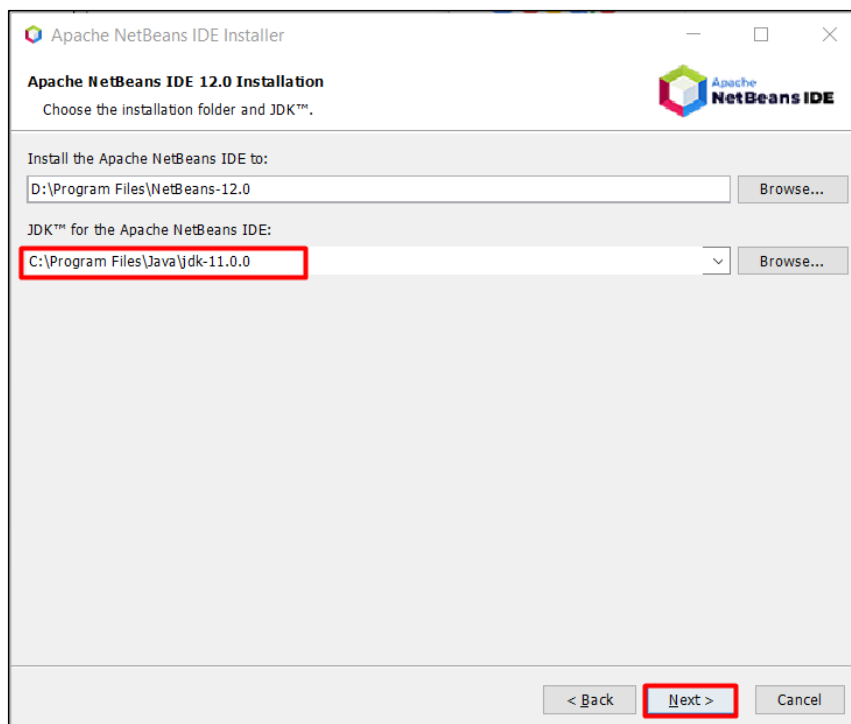 Apache NetBeans IDE Installer
Apache NetBeans IDE 12.0 Installation
Choose the installation folder and JDK™.
Apache
NetBeans IDE
Install the Apache NetBeans IDE to:
D:\Program Files\NetBeans-12.0
Browse...
JDK™ for the Apache NetBeans IDE:
C:\Program Files\Java\jdk-11.0.0
Browse...
< Back
Next >
Cancel